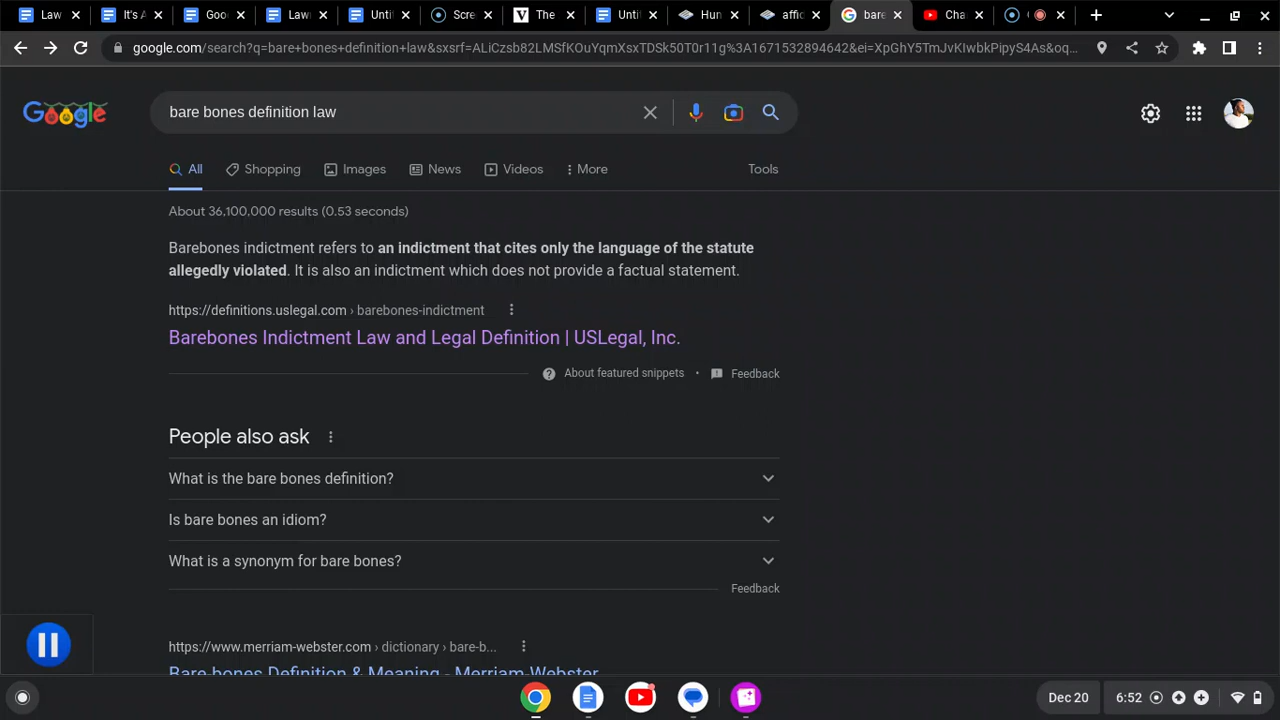 Law
It's A
Goo
Law
Unti
Scre
The
Unti
Hun
affid
bare
Cha
google.com/search?q=bare+bones+definition+law&sxsrf=ALiCzsb82LMSfKOuYqmXsxTDSk50T0r11g%3A1671532894642&ei=XpGhY5TmJvKIwbkPipyS4As&oq...
Google
bare bones definition law
All
Shopping
Images
News
Videos
More
Tools
About 36,100,000 results (0.53 seconds)
Barebones indictment refers to an indictment that cites only the language of the statute
allegedly violated. It is also an indictment which does not provide a factual statement.
https://definitions.uslegal.com › barebones-indictment
Barebones Indictment Law and Legal Definition | USLegal, Inc.
About featured snippets • Feedback
People also ask
What is the bare bones definition?
Is bare bones an idiom?
What is a synonym for bare bones?
Feedback
https://www.merriam-webster.com › dictionary › bare-b...
Bare-bones Definition & Meaning - Merriam-Webster
Dec 20
6:52